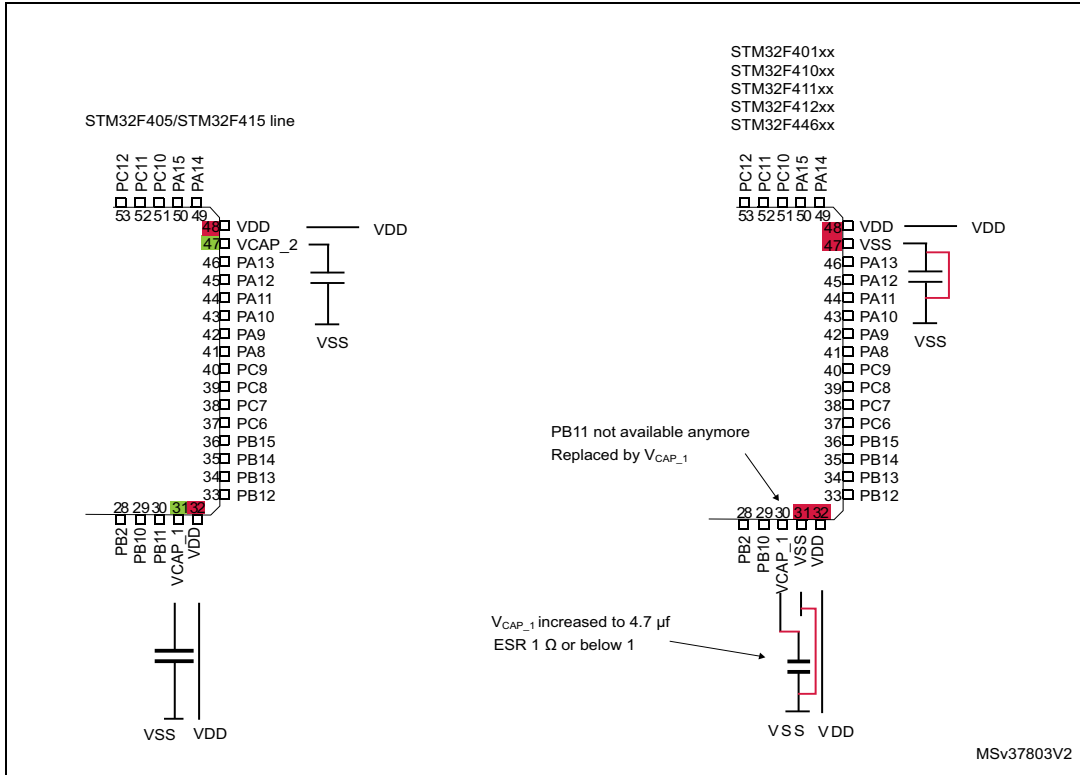 STM32F405/STM32F415 line
PC12
PC11
PC10
PA15
PA14
53 52 51 50 49
48 VDD
VDD
47 VCAP_2
46 PA13
45 PA12
44 PA11
43 PA10
42 PA9
41 PA8
40 PC9
39 PC8
38 PC7
37 PC6
36 PB15
35 PB14
34 PB13
33 PB12
VSS
28 29 30 31 32
PB2
PB10
PB11
VCAP_1
VDD
VSS
VDD
STM32F401xx
STM32F410xx
STM32F411xx
STM32F412xx
STM32F446xx
PC12
PC11
PC10
PA15
PA14
53 52 51 50 49
48 VDD
VDD
47 VSS
46 PA13
45 PA12
44 PA11
43 PA10
42 PA9
41 PA8
40 PC9
39 PC8
38 PC7
37 PC6
36 PB15
35 PB14
34 PB13
33 PB12
VSS
PB11 not available anymore
Replaced by VCAP_1
28 29 30 31 32
PB2
PB10
VCAP_1
VSS
VDD
VCAP_1 increased to 4.7 µf
ESR 1 Ω or below 1
VSS
VDD
MSv37803V2